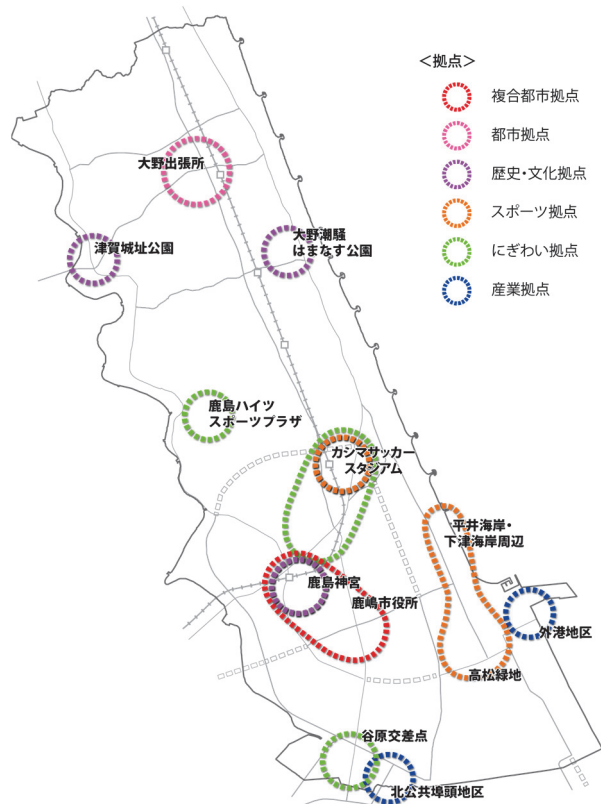 <拠点>
複合都市拠点
都市拠点
歴史・文化拠点
スポーツ拠点
にぎわい拠点
産業拠点
大野出張所
津賀城址公園
大野潮騒
はまなす公園
鹿島ハイツ
スポーツプラザ
カシマサッカー
スタジアム
平井海岸・
下津海岸周辺
鹿島神宮
鹿嶋市役所
外港地区
高松緑地
谷原交差点
北公共埠頭地区